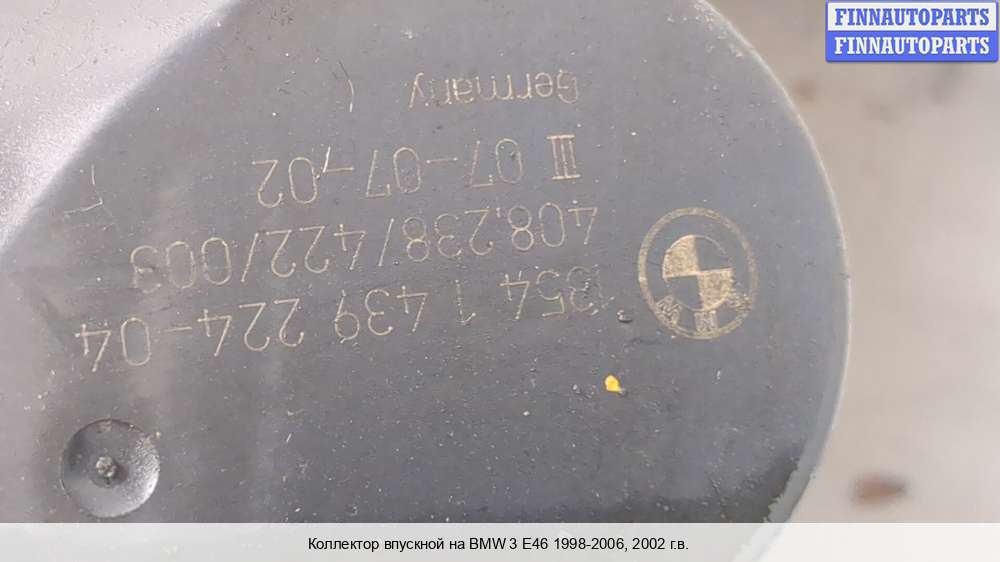 FINNAUTOPARTS
FINNAUTOPARTS
BMW
1354 1 439 224-04
408.238/422/003
III 07-07-02
Germany
Коллектор впускной на BMW 3 E46 1998-2006, 2002 г.в.